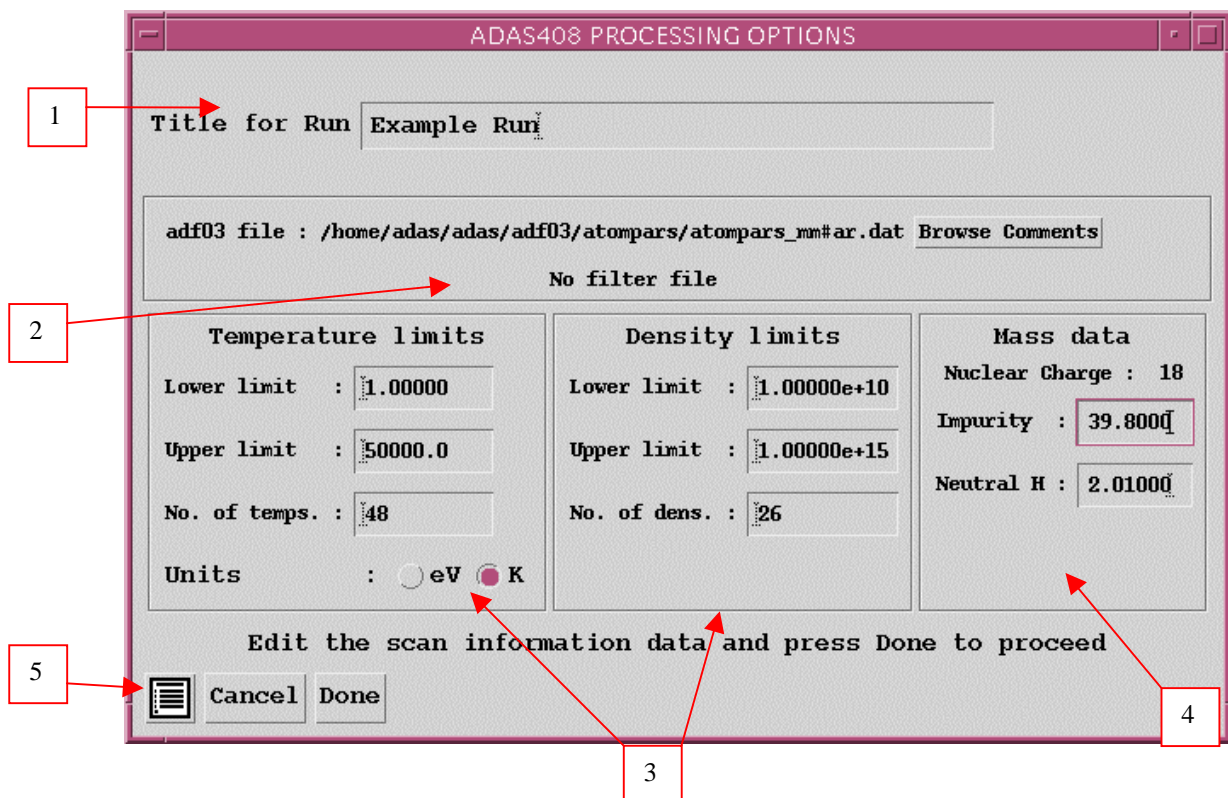 ADAS408 PROCESSING OPTIONS
1
Title for Run Example Run
adf03 file : /home/adas/adas/adf03/atompars/atompars_mm#ar.dat Browse Comments
No filter file
2
Temperature limits
Lower limit : 1.00000
Upper limit : 50000.0
No. of temps. : 48
Units : eV K
Density limits
Lower limit : 1.00000e+10
Upper limit : 1.00000e+15
No. of dens. : 26
Mass data
Nuclear Charge : 18
Impurity : 39.8000
Neutral H : 2.01000
Edit the scan information data and press Done to proceed
5
Cancel Done
4
3